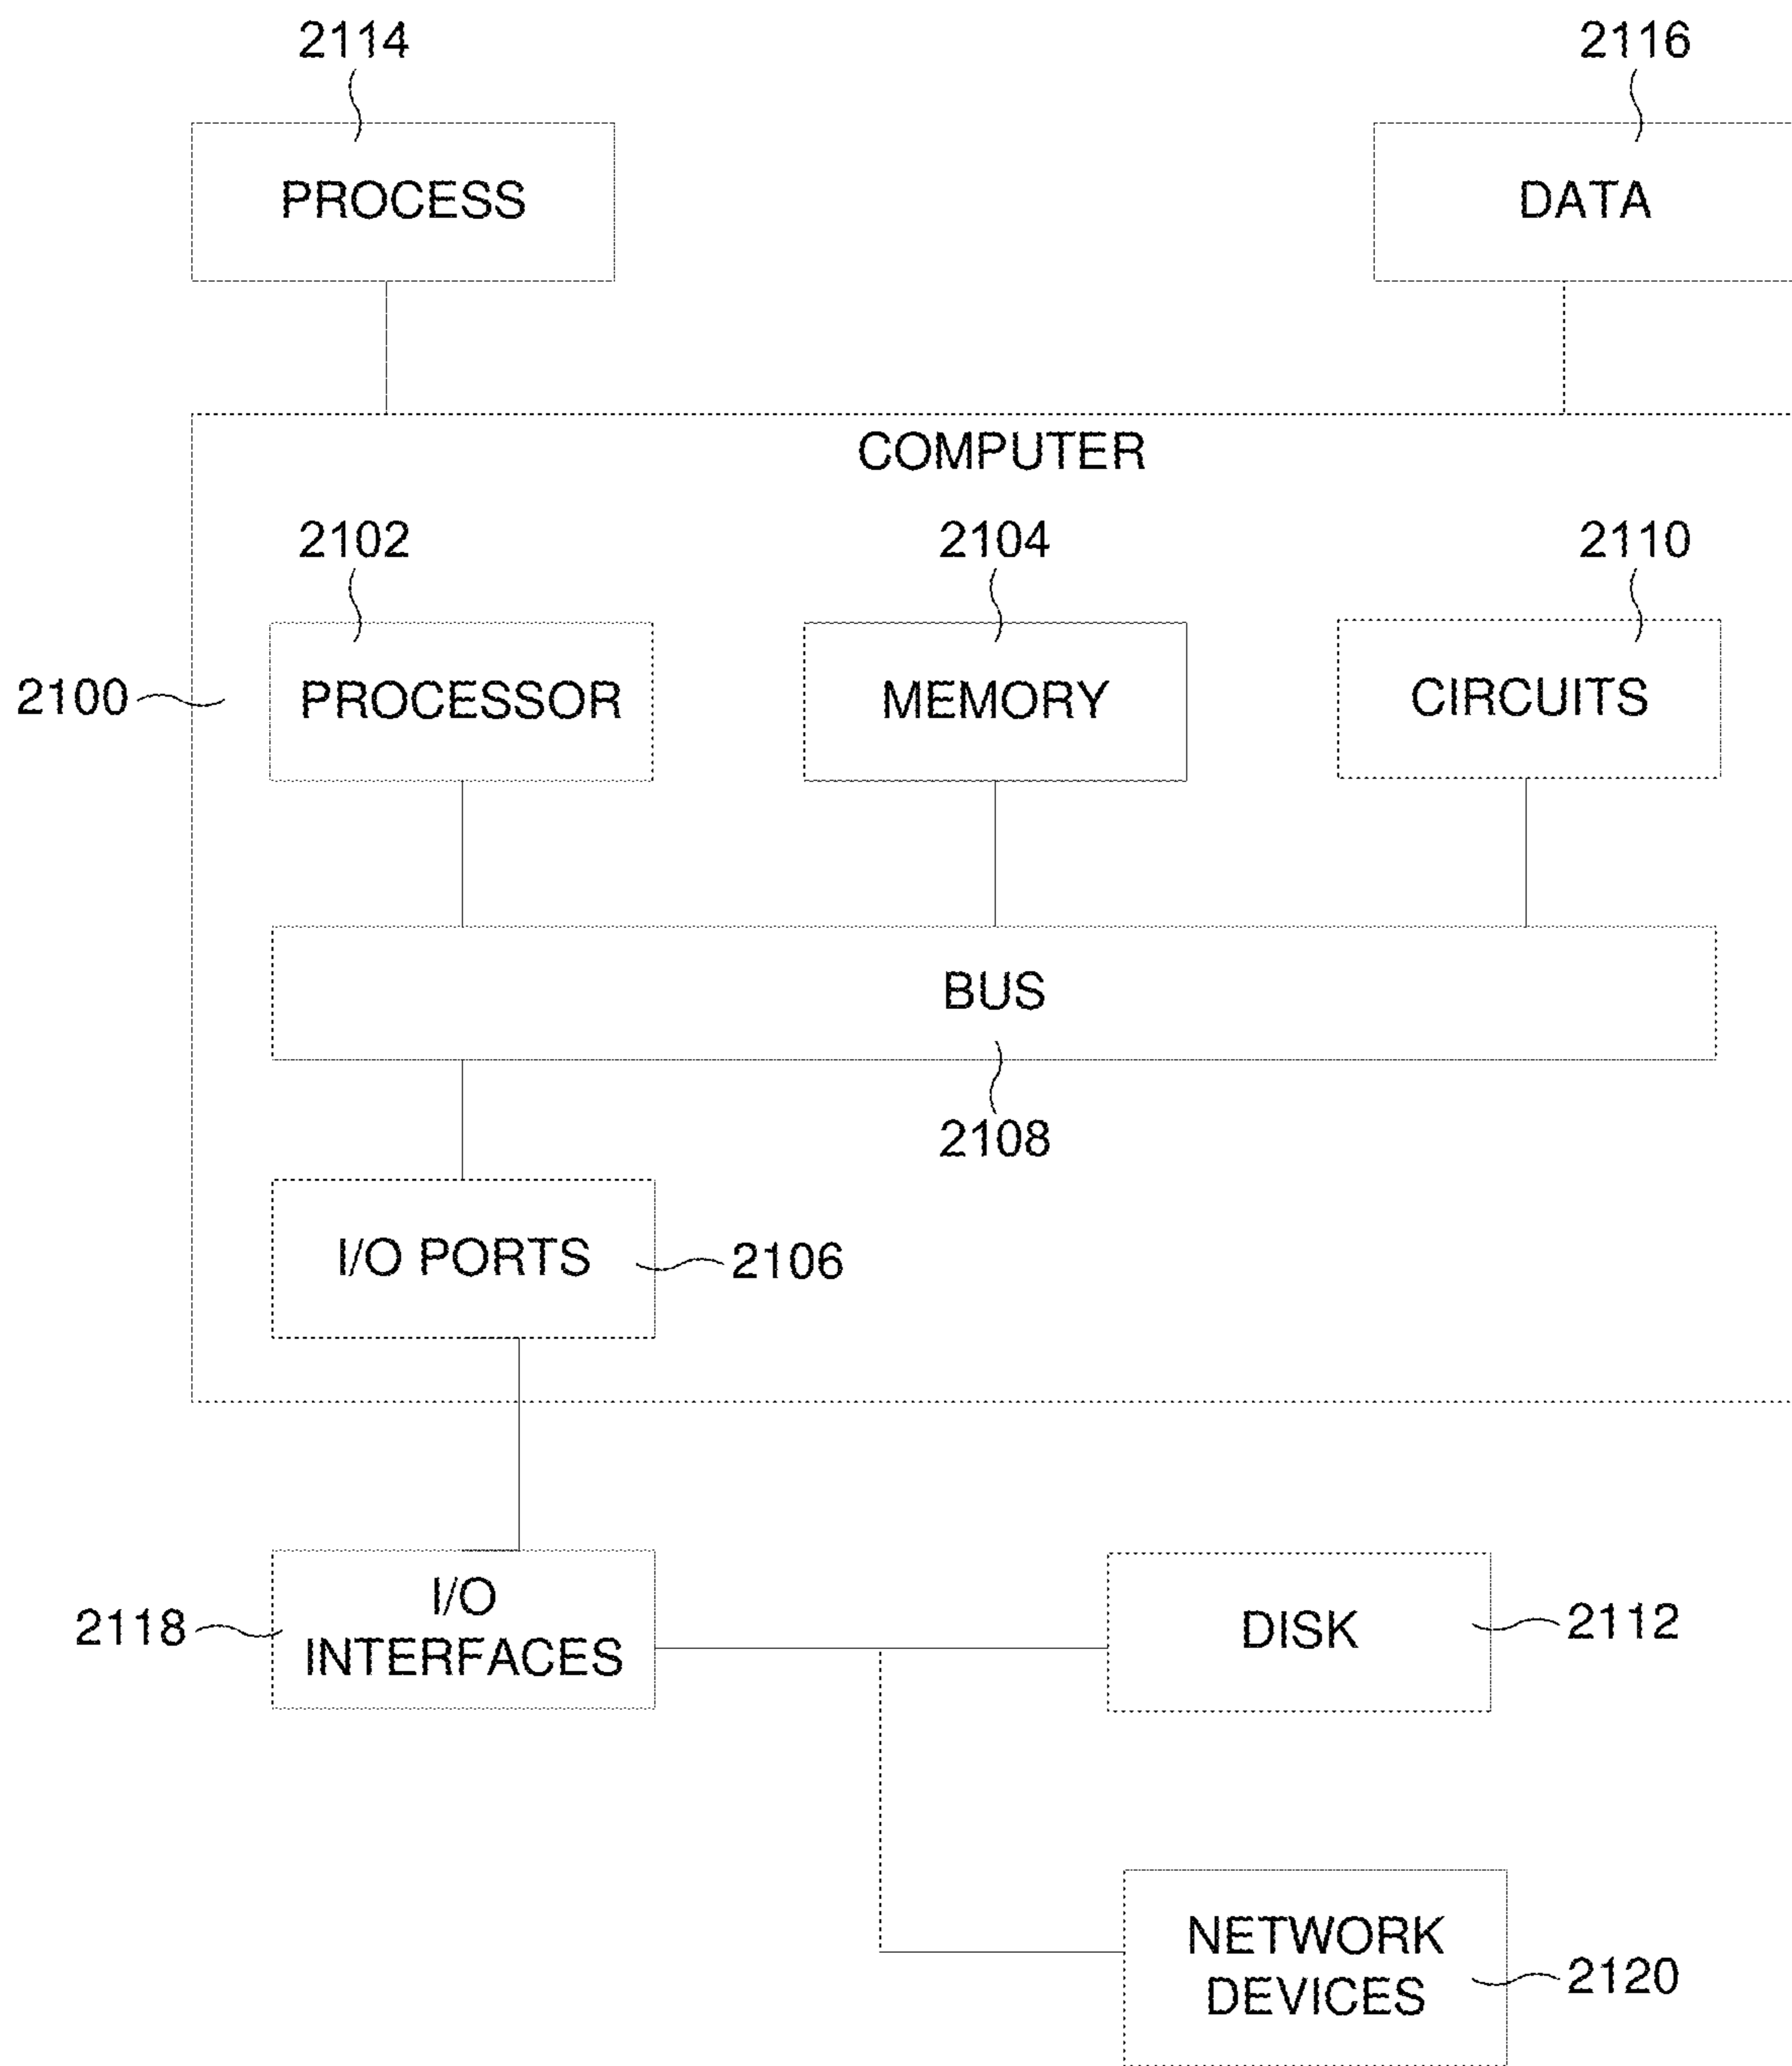 2114
2116
PROCESS
DATA
COMPUTER
2102
2104
2110
2100
PROCESSOR
MEMORY
CIRCUITS
BUS
2108
I/O PORTS
2106
I/O
INTERFACES
2118
DISK
2112
NETWORK
DEVICES
2120